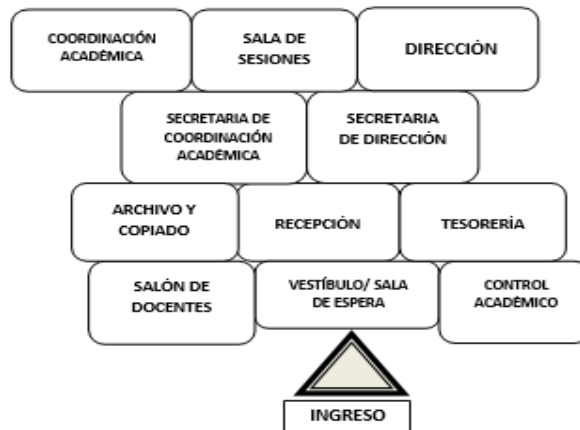 COORDINACIÓN
ACADÉMICA
SALA DE
SESIONES
DIRECCIÓN
SECRETARIA DE
COORDINACIÓN
ACADÉMICA
SECRETARIA
DE DIRECCIÓN
ARCHIVO Y
COPIADO
RECEPCIÓN
TESORERÍA
SALÓN DE
DOCENTES
VESTÍBULO/ SALA
DE ESPERA
CONTROL
ACADÉMICO
INGRESO